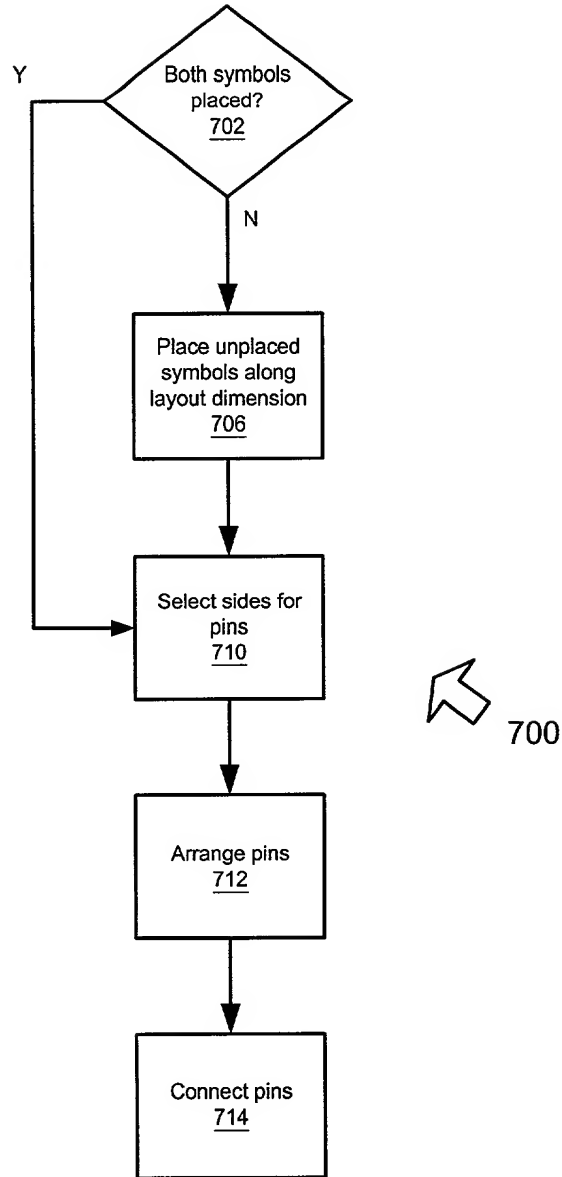 Y
Both symbols
placed?
702
N
Place unplaced
symbols along
layout dimension
706
Select sides for
pins
710
700
Arrange pins
712
Connect pins
714